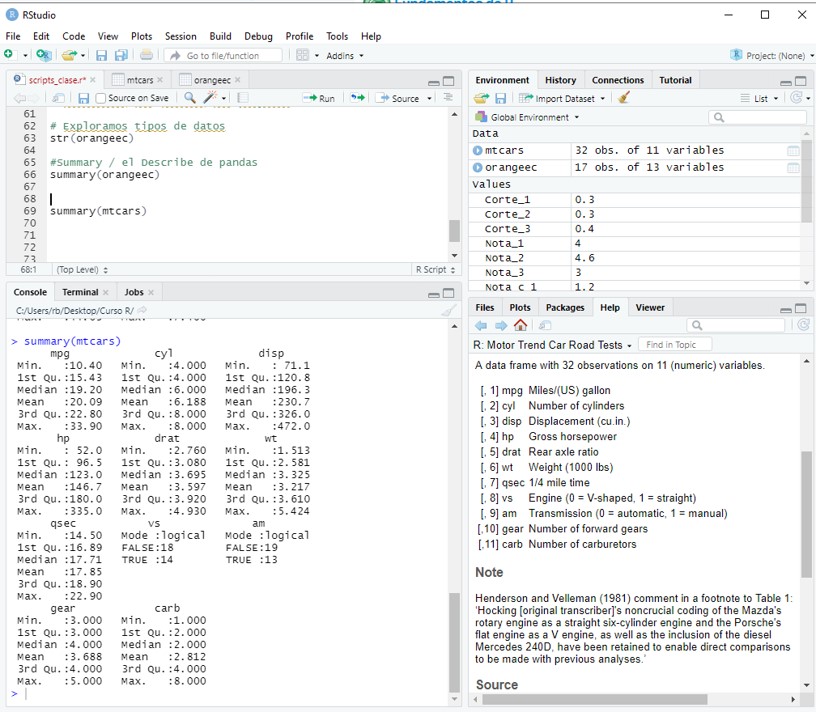 RStudio
File Edit Code View Plots Session Build Debug Profile Tools Help
Go to file/function Addins Project: (None)
scripts_clase.r* mtcars orangeec
Source on Save Run Source
61
62 # Exploramos tipos de datos
63 str(orangeec)
64
65 #Summary / el Describe de pandas
66 summary(orangeec)
67
68
69 summary(mtcars)
70
71
72
73
68:1 (Top Level) R Script
Console Terminal Jobs
C:/Users/rb/Desktop/Curso R/
> summary(mtcars)
mpg cyl disp
Min. :10.40 Min. :4.000 Min. : 71.1
1st Qu.:15.43 1st Qu.:4.000 1st Qu.:120.8
Median :19.20 Median :6.000 Median :196.3
Mean :20.09 Mean :6.188 Mean :230.7
3rd Qu.:22.80 3rd Qu.:8.000 3rd Qu.:326.0
Max. :33.90 Max. :8.000 Max. :472.0
hp drat wt
Min. : 52.0 Min. :2.760 Min. :1.513
1st Qu.: 96.5 1st Qu.:3.080 1st Qu.:2.581
Median :123.0 Median :3.695 Median :3.325
Mean :146.7 Mean :3.597 Mean :3.217
3rd Qu.:180.0 3rd Qu.:3.920 3rd Qu.:3.610
Max. :335.0 Max. :4.930 Max. :5.424
qsec vs am
Min. :14.50 Mode :logical Mode :logical
1st Qu.:16.89 FALSE:18 FALSE:19
Median :17.71 TRUE :14 TRUE :13
Mean :17.85
3rd Qu.:18.90
Max. :22.90
gear carb
Min. :3.000 Min. :1.000
1st Qu.:3.000 1st Qu.:2.000
Median :4.000 Median :2.000
Mean :3.688 Mean :2.812
3rd Qu.:4.000 3rd Qu.:4.000
Max. :5.000 Max. :8.000
>
Environment History Connections Tutorial
Import Dataset List
Global Environment
Data
mtcars 32 obs. of 11 variables
orangeec 17 obs. of 13 variables
Values
Corte_1 0.3
Corte_2 0.3
Corte_3 0.4
Nota_1 4
Nota_2 4.6
Nota_3 3
Nota_c_1 1.2
Files Plots Packages Help Viewer
R: Motor Trend Car Road Tests Find in Topic
A data frame with 32 observations on 11 (numeric) variables.
[, 1] mpg Miles/(US) gallon
[, 2] cyl Number of cylinders
[, 3] disp Displacement (cu.in.)
[, 4] hp Gross horsepower
[, 5] drat Rear axle ratio
[, 6] wt Weight (1000 lbs)
[, 7] qsec 1/4 mile time
[, 8] vs Engine (0 = V-shaped, 1 = straight)
[, 9] am Transmission (0 = automatic, 1 = manual)
[,10] gear Number of forward gears
[,11] carb Number of carburetors
Note
Henderson and Velleman (1981) comment in a footnote to Table 1:
'Hocking [original transcriber]'s noncrucial coding of the Mazda's
rotary engine as a straight six-cylinder engine and the Porsche's
flat engine as a V engine, as well as the inclusion of the diesel
Mercedes 240D, have been retained to enable direct comparisons
to be made with previous analyses.'
Source